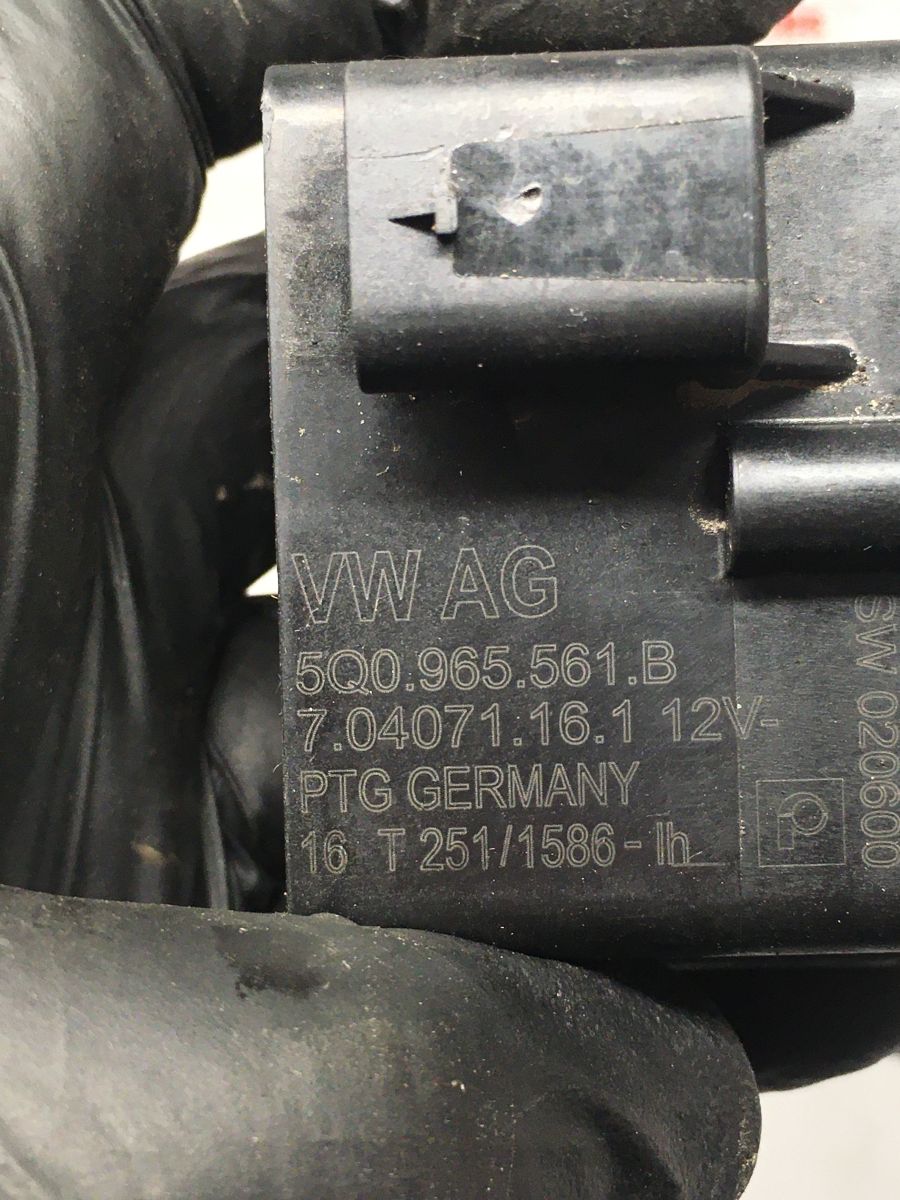 VW AG
5Q0.965.561.B
7.04071.16.1 12V-
PTG GERMANY
16 T 251/1586 - lh
SW 020600